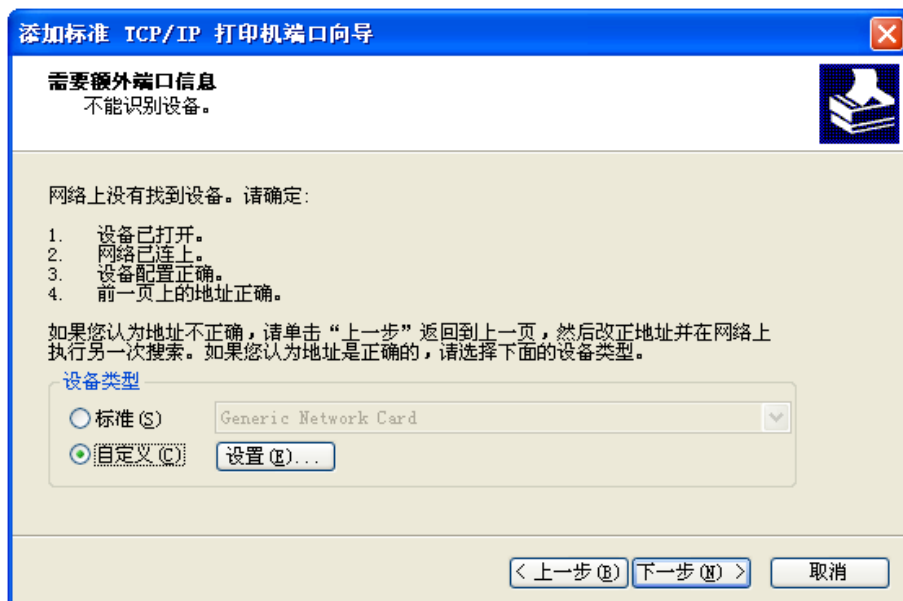 添加标准 TCP/IP 打印机端口向导
需要额外端口信息
不能识别设备。
网络上没有找到设备。请确定:
1. 设备已打开。
2. 网络已连上。
3. 设备配置正确。
4. 前一页上的地址正确。
如果您认为地址不正确,请单击“上一步”返回到上一页,然后改正地址并在网络上
执行另一次搜索。如果您认为地址是正确的,请选择下面的设备类型。
设备类型
标准(S) Generic Network Card
自定义(C) 设置(E)...
< 上一步(B) 下一步(N) > 取消